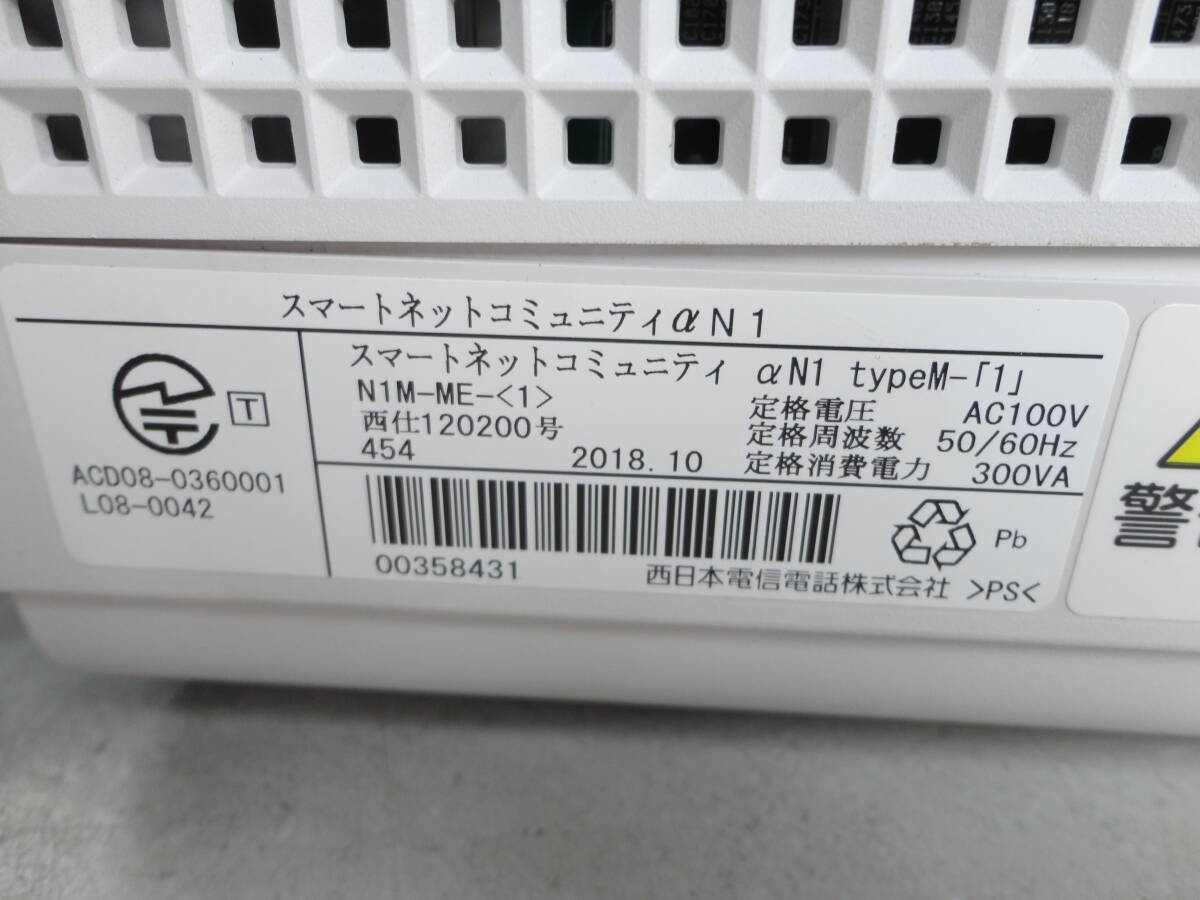 スマートネットコミュニティαN1
スマートネットコミュニティ αN1 typeM-「1」
N1M-ME-<1>
定格電圧 AC100V
西仕120200号
定格周波数 50/60Hz
454 2018.10
定格消費電力 300VA
T
ACD08-0360001
L08-0042
00358431
Pb
西日本電信電話株式会社 >PS<
警